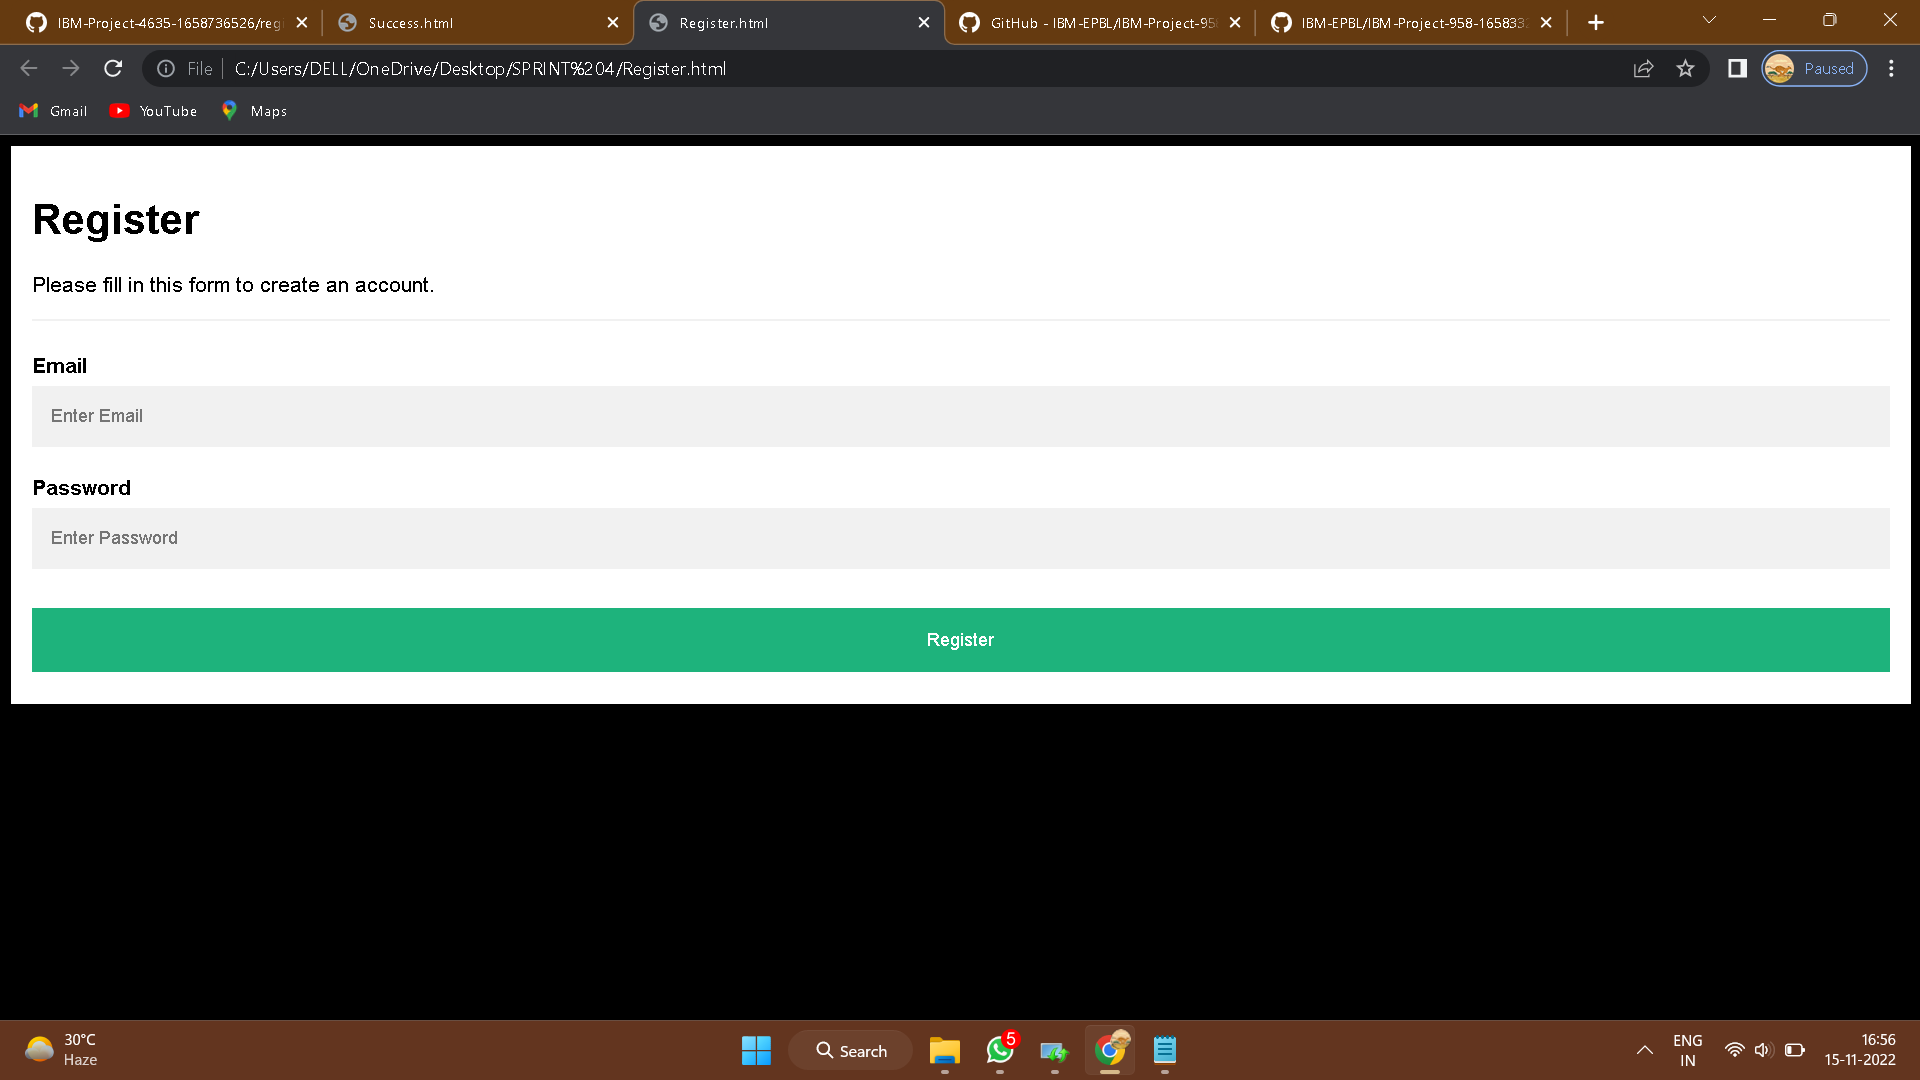 IBM-Project-4635-1658736526/regi
Success.html
Register.html
GitHub - IBM-EPBL/IBM-Project-95
IBM-EPBL/IBM-Project-958-165833
File
C:/Users/DELL/OneDrive/Desktop/SPRINT%204/Register.html
Paused
Gmail
YouTube
Maps
Register
Please fill in this form to create an account.
Email
Enter Email
Password
Enter Password
Register
30°C
Haze
Search
5
ENG
IN
16:56
15-11-2022